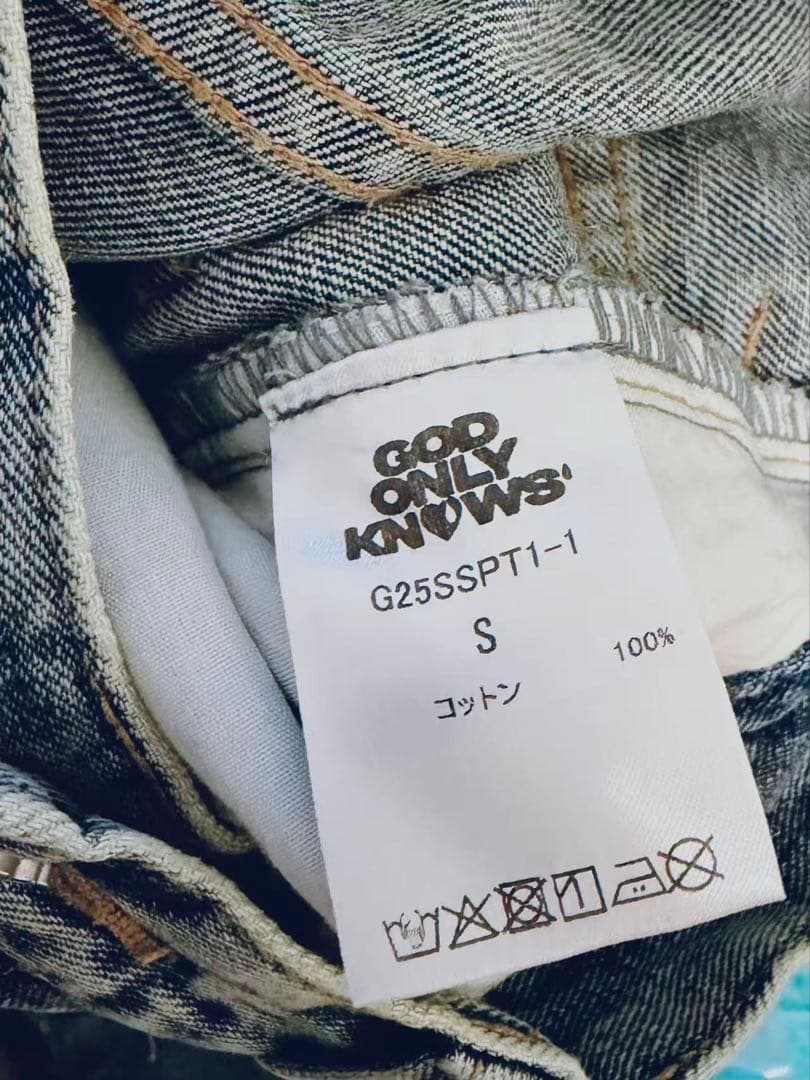 GOD
ONLY
KNOWS'
G25SSPT1-1
S
コットン 100%